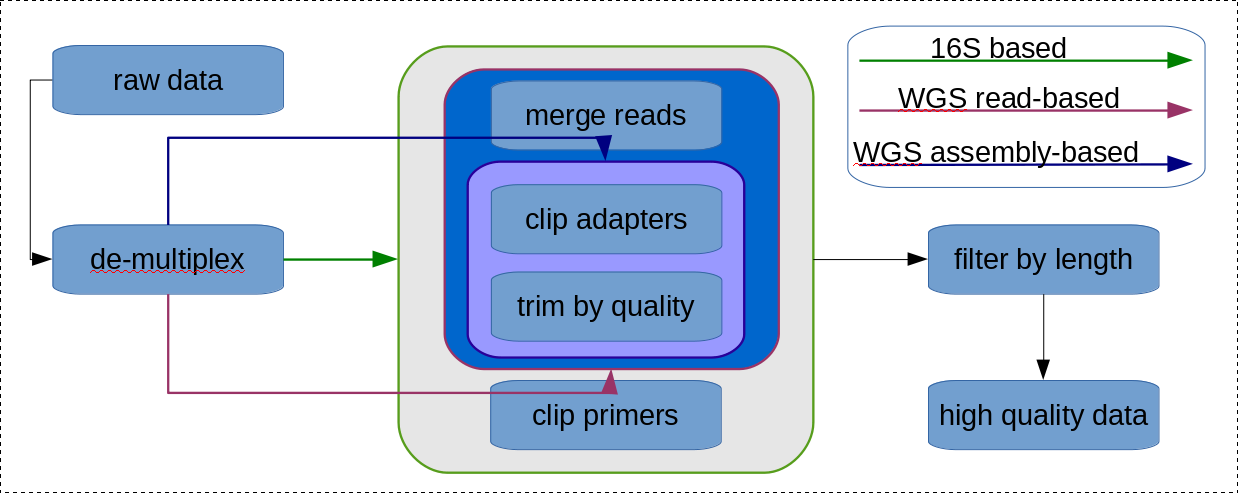 raw data
de-multiplex
merge reads
clip adapters
trim by quality
clip primers
16S based
WGS read-based
WGS assembly-based
filter by length
high quality data